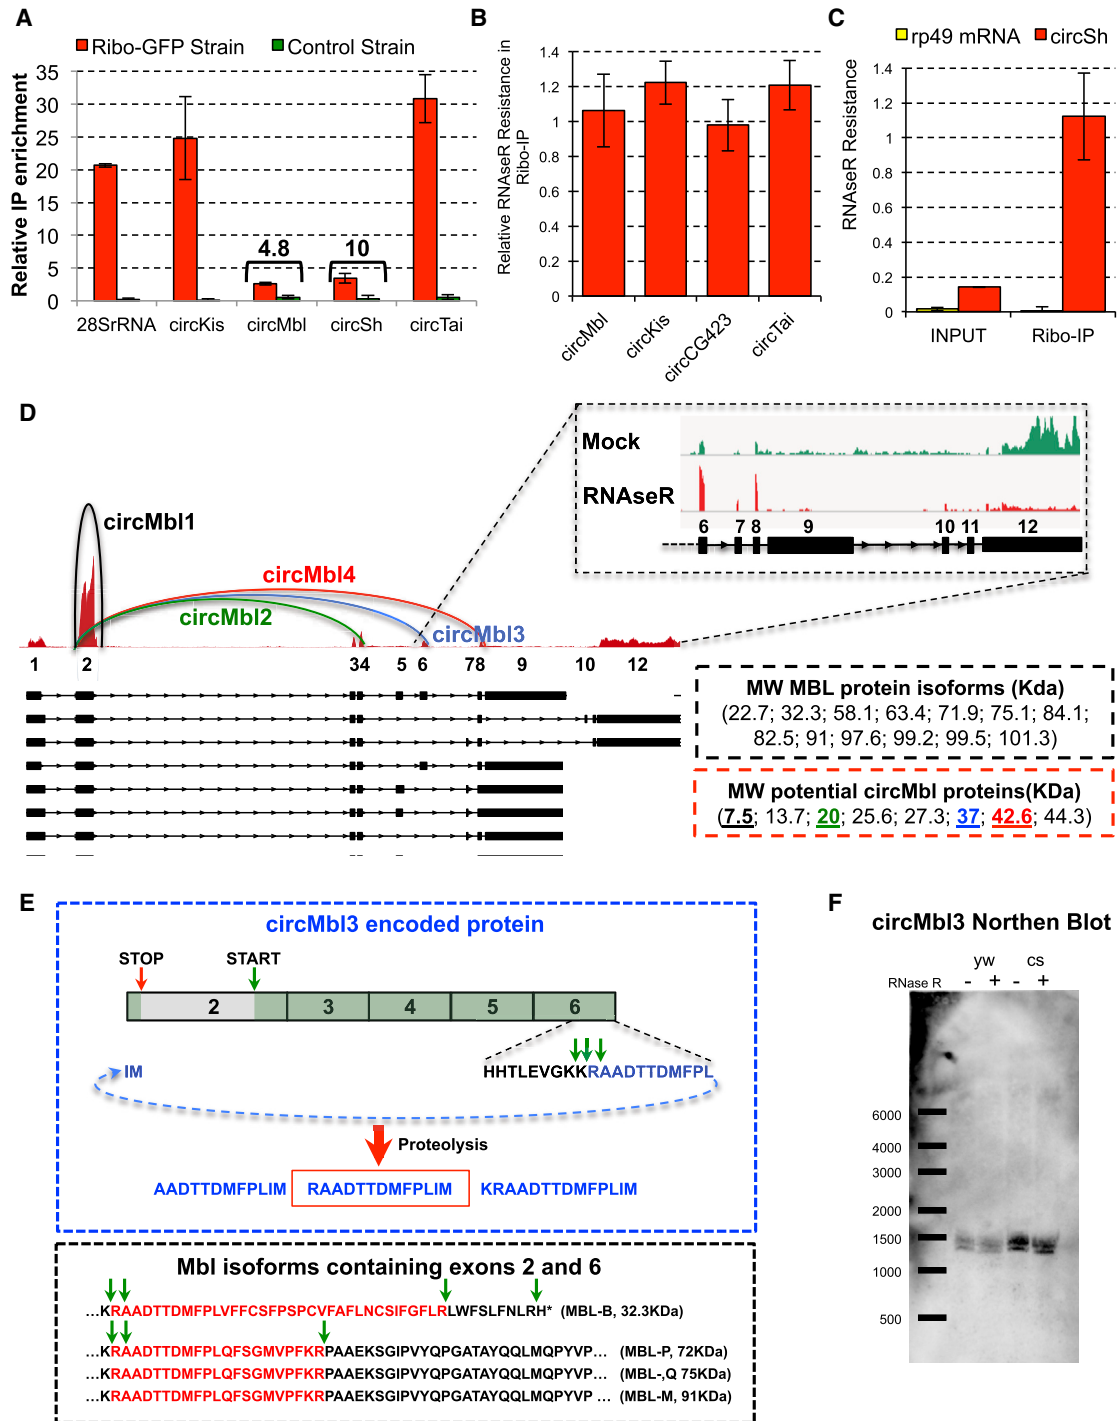 A
Ribo-GFP Strain
Control Strain
Relative IP enrichment
35
30
25
20
15
10
5
0
4.8
10
28SrRNA
circKis
circMbl
circSh
circTai
B
Relative RNAseR Resistance in
Ribo-IP
1.4
1.2
1
0.8
0.6
0.4
0.2
0
circMbl
circKis
circCG423
circTai
C
rp49 mRNA
circSh
RNAseR Resistance
1.4
1.2
1
0.8
0.6
0.4
0.2
0
INPUT
Ribo-IP
D
Mock
RNAseR
6 7 8 9 10 11 12
circMbl1
circMbl4
circMbl2
circMbl3
1 2 34 5 6 78 9 10 12
MW MBL protein isoforms (Kda)
(22.7; 32.3; 58.1; 63.4; 71.9; 75.1; 84.1;
82.5; 91; 97.6; 99.2; 99.5; 101.3)
MW potential circMbl proteins(KDa)
(7.5; 13.7; 20; 25.6; 27.3; 37; 42.6; 44.3)
E
circMbl3 encoded protein
STOP
START
2 3 4 5 6
HHTLEVGKKRAADTTDMFPL
IM
Proteolysis
AADTTDMFPLIM
RAADTTDMFPLIM
KRAADTTDMFPLIM
Mbl isoforms containing exons 2 and 6
...KRAADTTDMFPLVFFCSFPSPCVFAFLNCSIFGFLRLWFSLFNLRH* (MBL-B, 32.3KDa)
...KRAADTTDMFPLQFSGMVPFKRPAAEKSGIPVYQPGATAYQQLMQPYVP... (MBL-P, 72KDa)
...KRAADTTDMFPLQFSGMVPFKRPAAEKSGIPVYQPGATAYQQLMQPYVP ... (MBL-,Q 75KDa)
...KRAADTTDMFPLQFSGMVPFKRPAAEKSGIPVYQPGATAYQQLMQPYVP ... (MBL-M, 91KDa)
F
circMbl3 Northen Blot
yw
cs
RNase R
- + - +
6000
4000
3000
2000
1500
1000
500